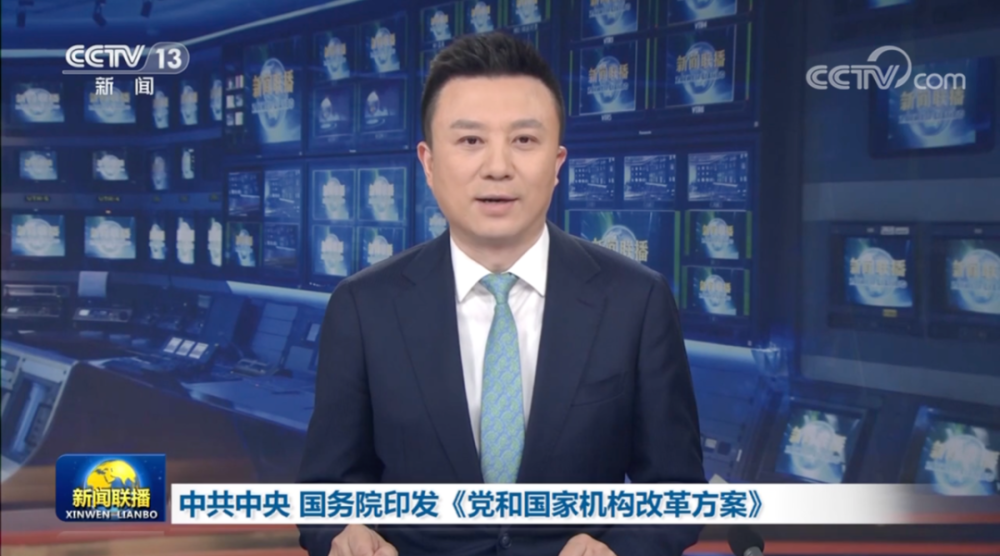 CCTV 13
新闻
CCTV.com
新闻联播
XINWEN-LIANBO
中共中央 国务院印发《党和国家机构改革方案》